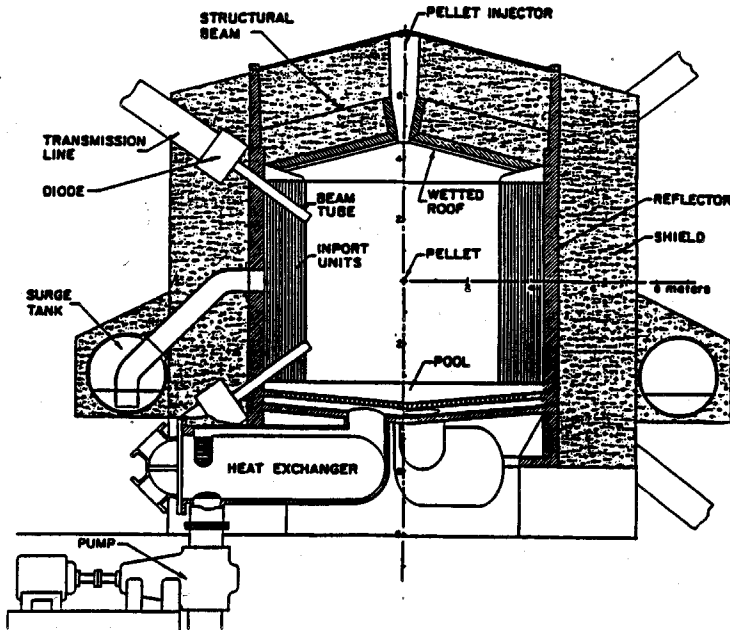 STRUCTURAL
BEAM
PELLET INJECTOR
TRANSMISSION
LINE
DIODE
BEAM
TUBE
WETTED
ROOF
REFLECTOR
INPORT
UNITS
SHIELD
PELLET
SURGE
TANK
6 meters
POOL
HEAT EXCHANGER
PUMP